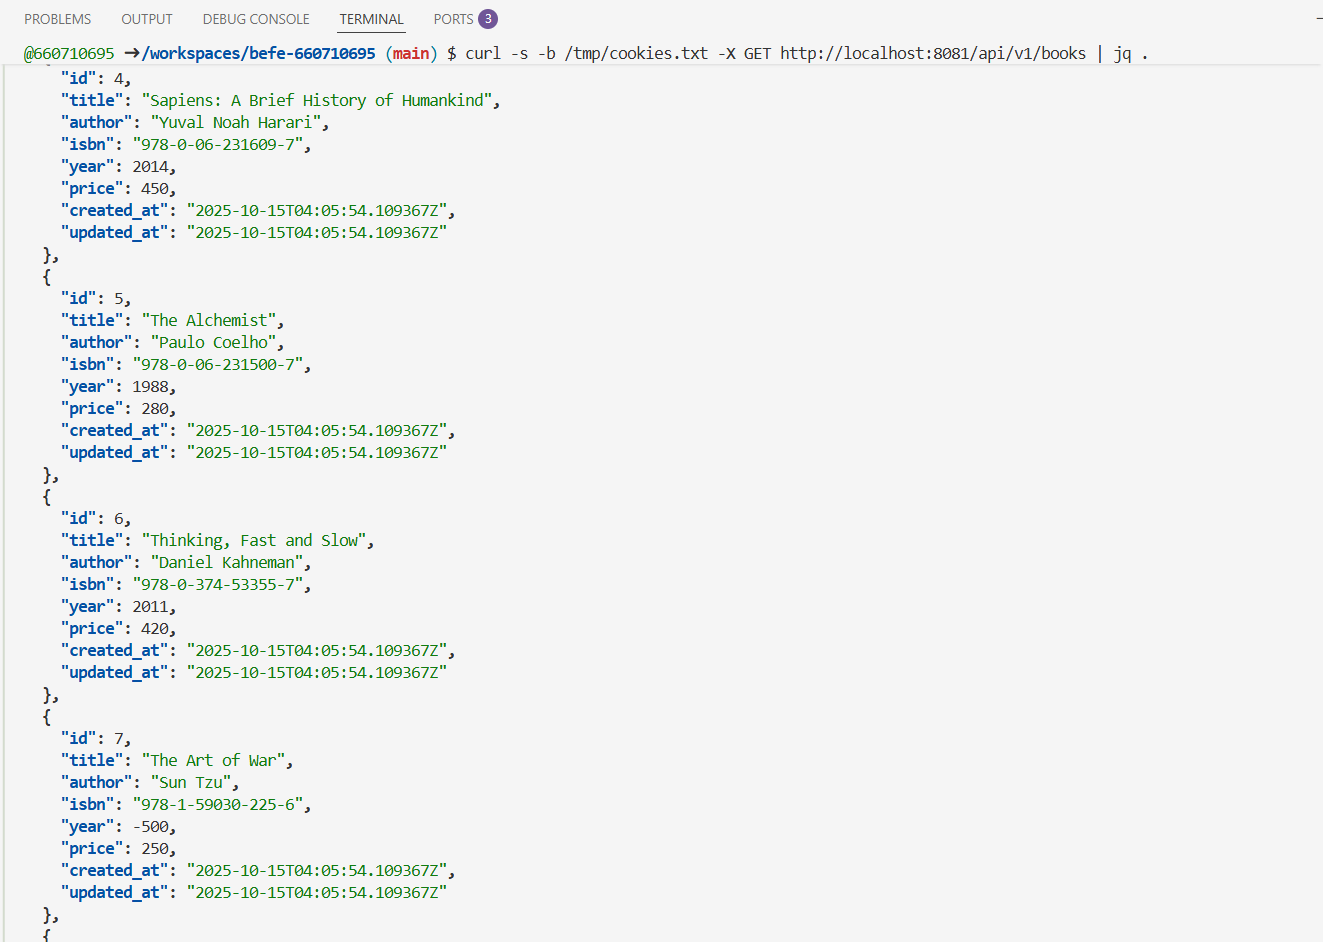 PROBLEMS OUTPUT DEBUG CONSOLE TERMINAL PORTS 3
@660710695 ➜/workspaces/befe-660710695 (main) $ curl -s -b /tmp/cookies.txt -X GET http://localhost:8081/api/v1/books | jq .
"id": 4,
"title": "Sapiens: A Brief History of Humankind",
"author": "Yuval Noah Harari",
"isbn": "978-0-06-231609-7",
"year": 2014,
"price": 450,
"created_at": "2025-10-15T04:05:54.109367Z",
"updated_at": "2025-10-15T04:05:54.109367Z"
},
{
"id": 5,
"title": "The Alchemist",
"author": "Paulo Coelho",
"isbn": "978-0-06-231500-7",
"year": 1988,
"price": 280,
"created_at": "2025-10-15T04:05:54.109367Z",
"updated_at": "2025-10-15T04:05:54.109367Z"
},
{
"id": 6,
"title": "Thinking, Fast and Slow",
"author": "Daniel Kahneman",
"isbn": "978-0-374-53355-7",
"year": 2011,
"price": 420,
"created_at": "2025-10-15T04:05:54.109367Z",
"updated_at": "2025-10-15T04:05:54.109367Z"
},
{
"id": 7,
"title": "The Art of War",
"author": "Sun Tzu",
"isbn": "978-1-59030-225-6",
"year": -500,
"price": 250,
"created_at": "2025-10-15T04:05:54.109367Z",
"updated_at": "2025-10-15T04:05:54.109367Z"
},
{